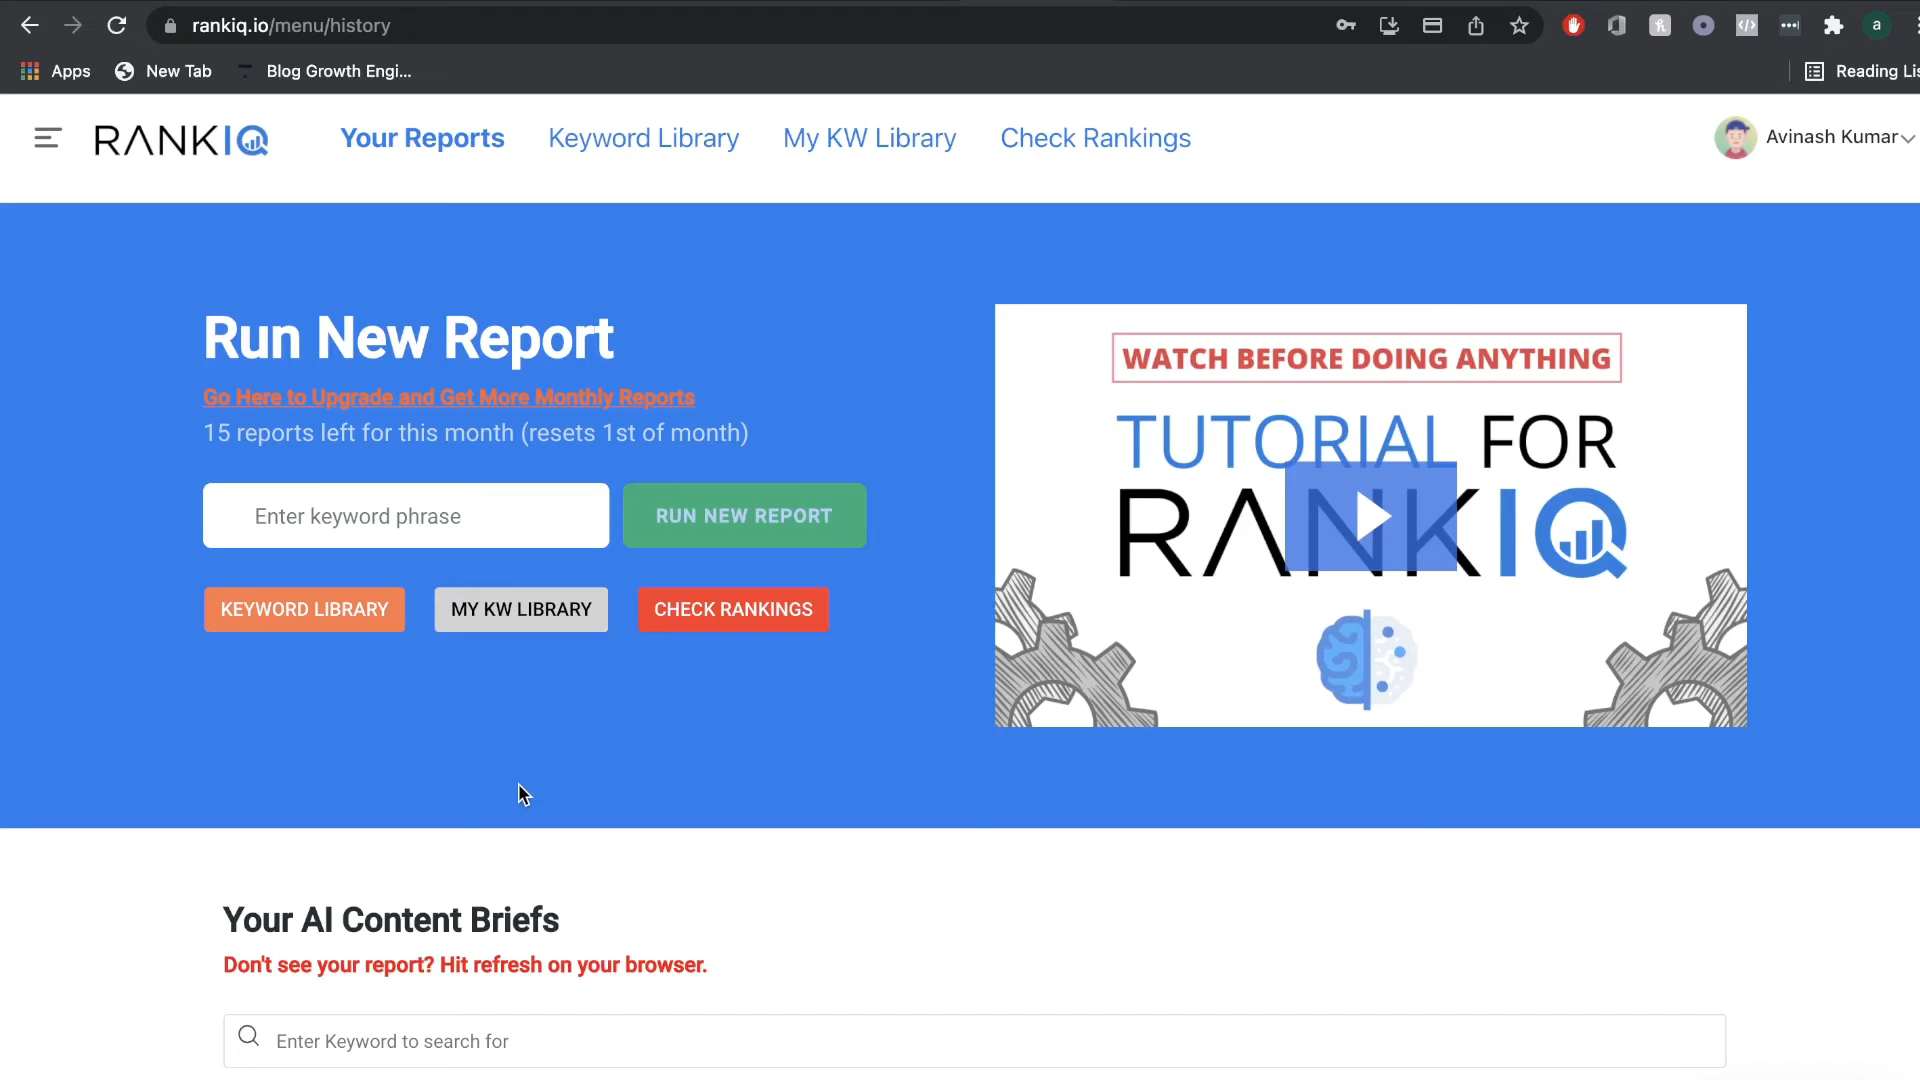 rankiq.io/menu/history
a
Apps
New Tab
Blog Growth Engi...
Reading Lis
RANKIQ
Your Reports
Keyword Library
My KW Library
Check Rankings
Avinash Kumar
Run New Report
Go Here to Upgrade and Get More Monthly Reports
15 reports left for this month (resets 1st of month)
Enter keyword phrase
RUN NEW REPORT
KEYWORD LIBRARY
MY KW LIBRARY
CHECK RANKINGS
WATCH BEFORE DOING ANYTHING
TUTORIAL FOR
RANKIQ
Your AI Content Briefs
Don't see your report? Hit refresh on your browser.
Enter Keyword to search for